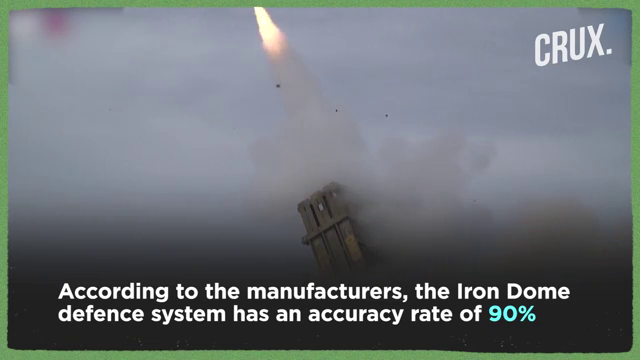 CRUX.
According to the manufacturers, the Iron Dome
defence system has an accuracy rate of 90%